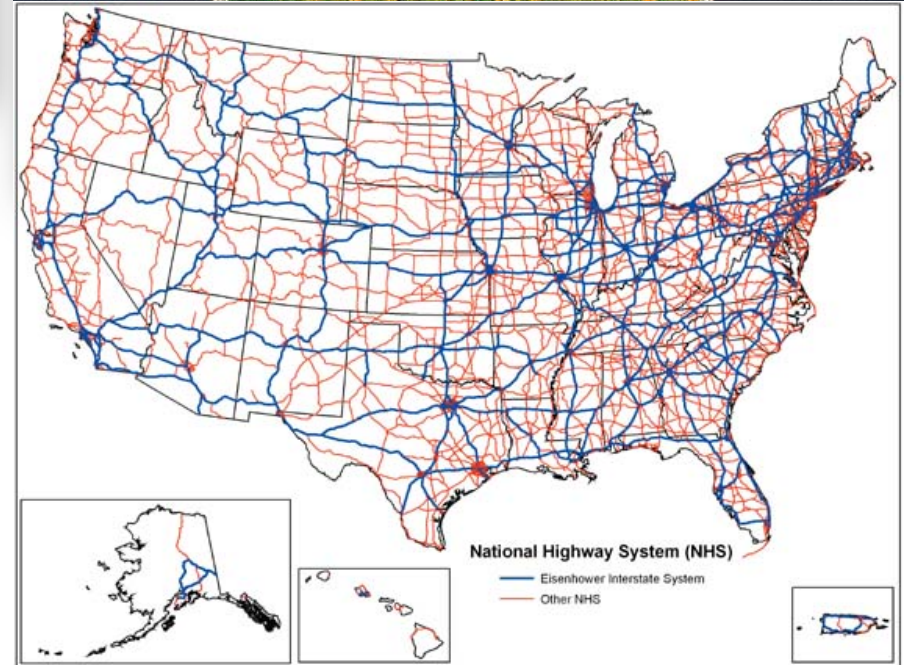 National Highway System (NHS)
Eisenhower Interstate System
Other NHS